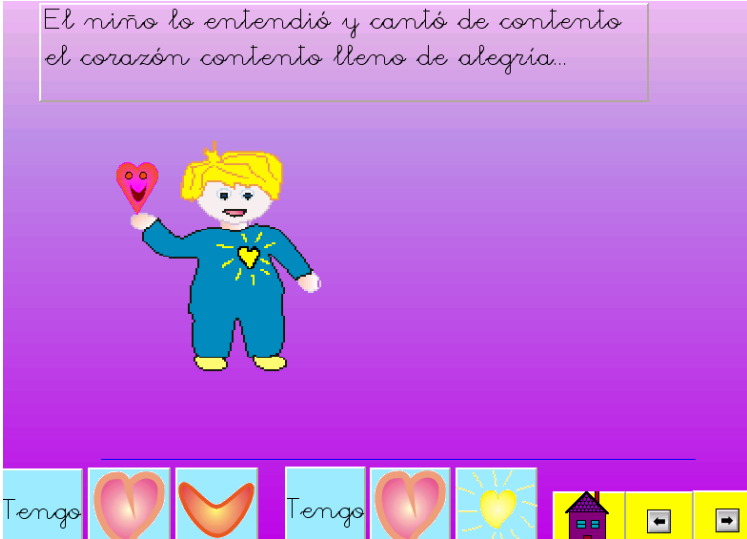 El niño lo entendió y cantó de contento
el corazón contento lleno de alegría...
Tengo
Tengo